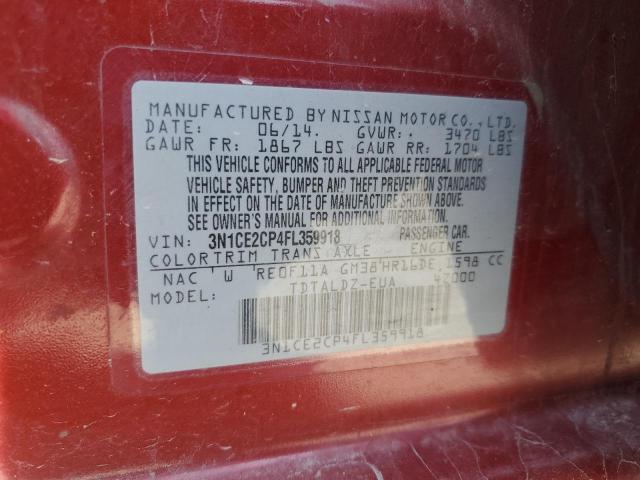 MANUFACTURED BY NISSAN MOTOR CO., LTD.
DATE: 06/14. GVWR: 3470 LBS
GAWR FR: 1867 LBS GAWR RR: 1704 LBS
THIS VEHICLE CONFORMS TO ALL APPLICABLE FEDERAL MOTOR
VEHICLE SAFETY, BUMPER AND THEFT PREVENTION STANDARDS
IN EFFECT ON THE DATE OF MANUFACTURE SHOWN ABOVE.
SEE OWNER'S MANUAL FOR ADDITIONAL INFORMATION.
VIN: 3N1CE2CP4FL359918 PASSENGER CAR.
COLOR TRIM TRANS AXLE ENGINE
NAC W RE0F11A GM38 HR16DE 1598 CC
MODEL: TDTALDZ-EUA 42000
3N1CE2CP4FL359918